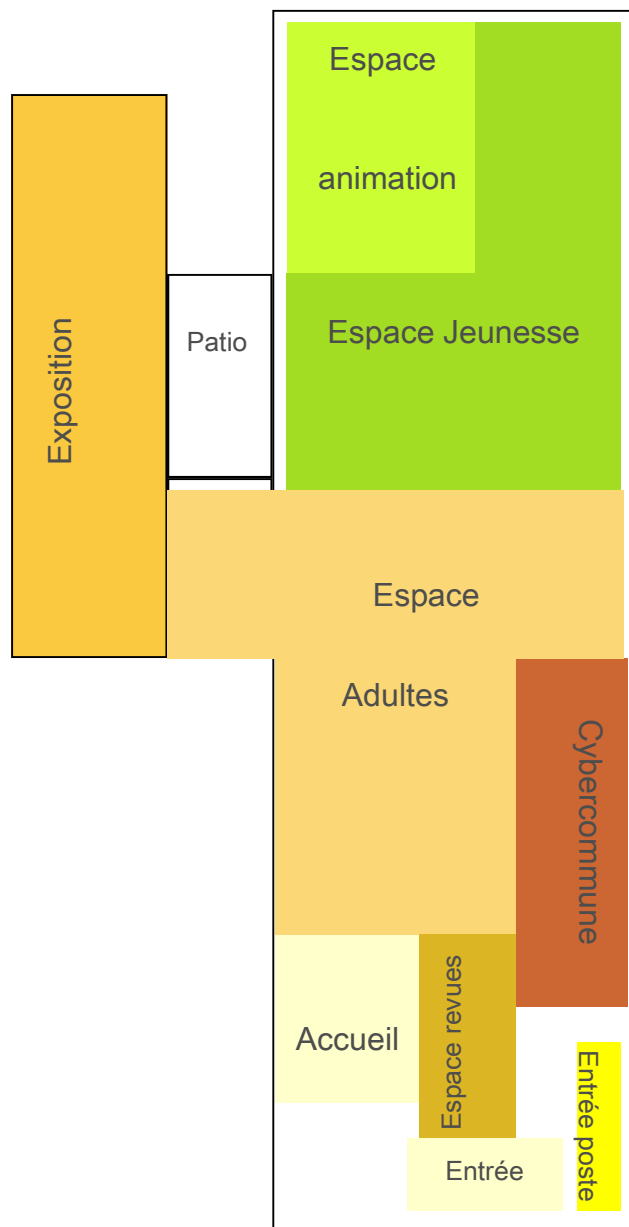 Espace
animation
Espace Jeunesse
Patio
Exposition
Espace
Adultes
Cybercommune
Accueil
Espace revues
Entrée
Entrée poste